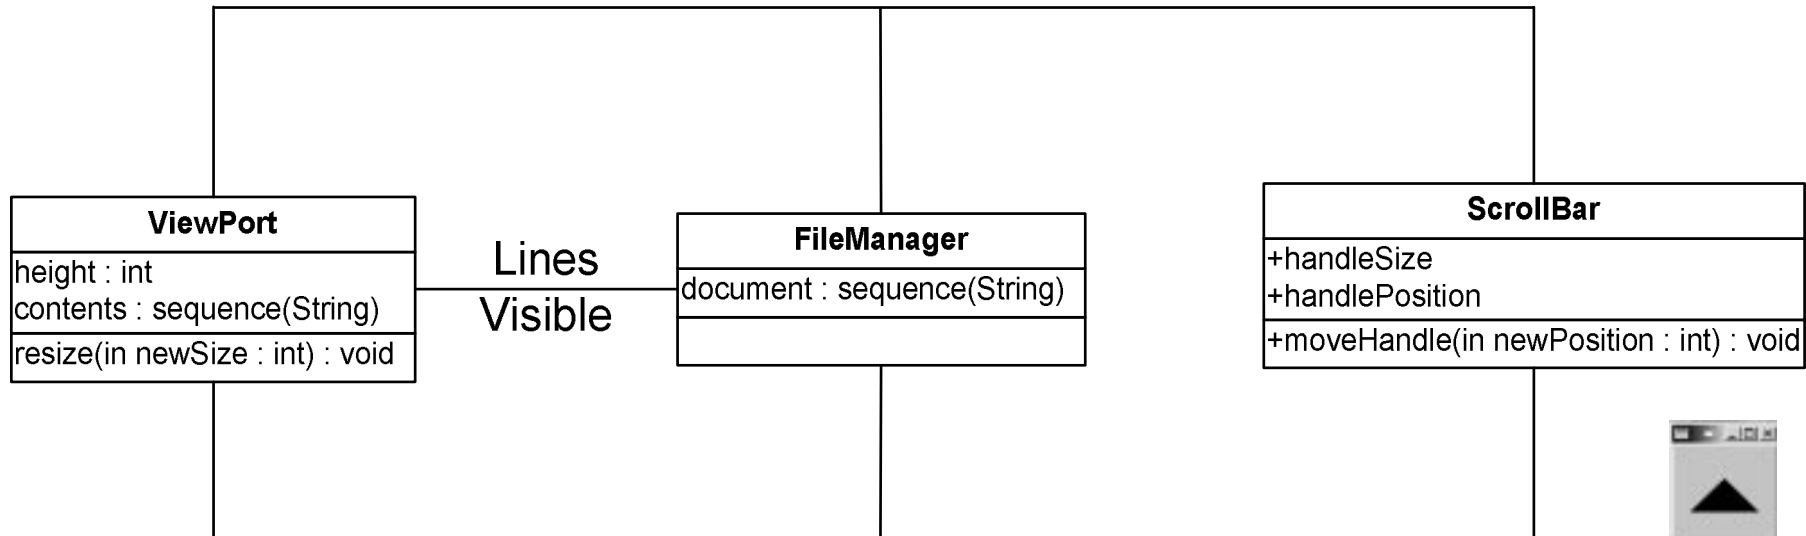 ViewPort
height : int
contents : sequence(String)
resize(in newSize : int) : void
Lines
Visible
FileManager
document : sequence(String)
ScrollBar
+handleSize
+handlePosition
+moveHandle(in newPosition : int) : void